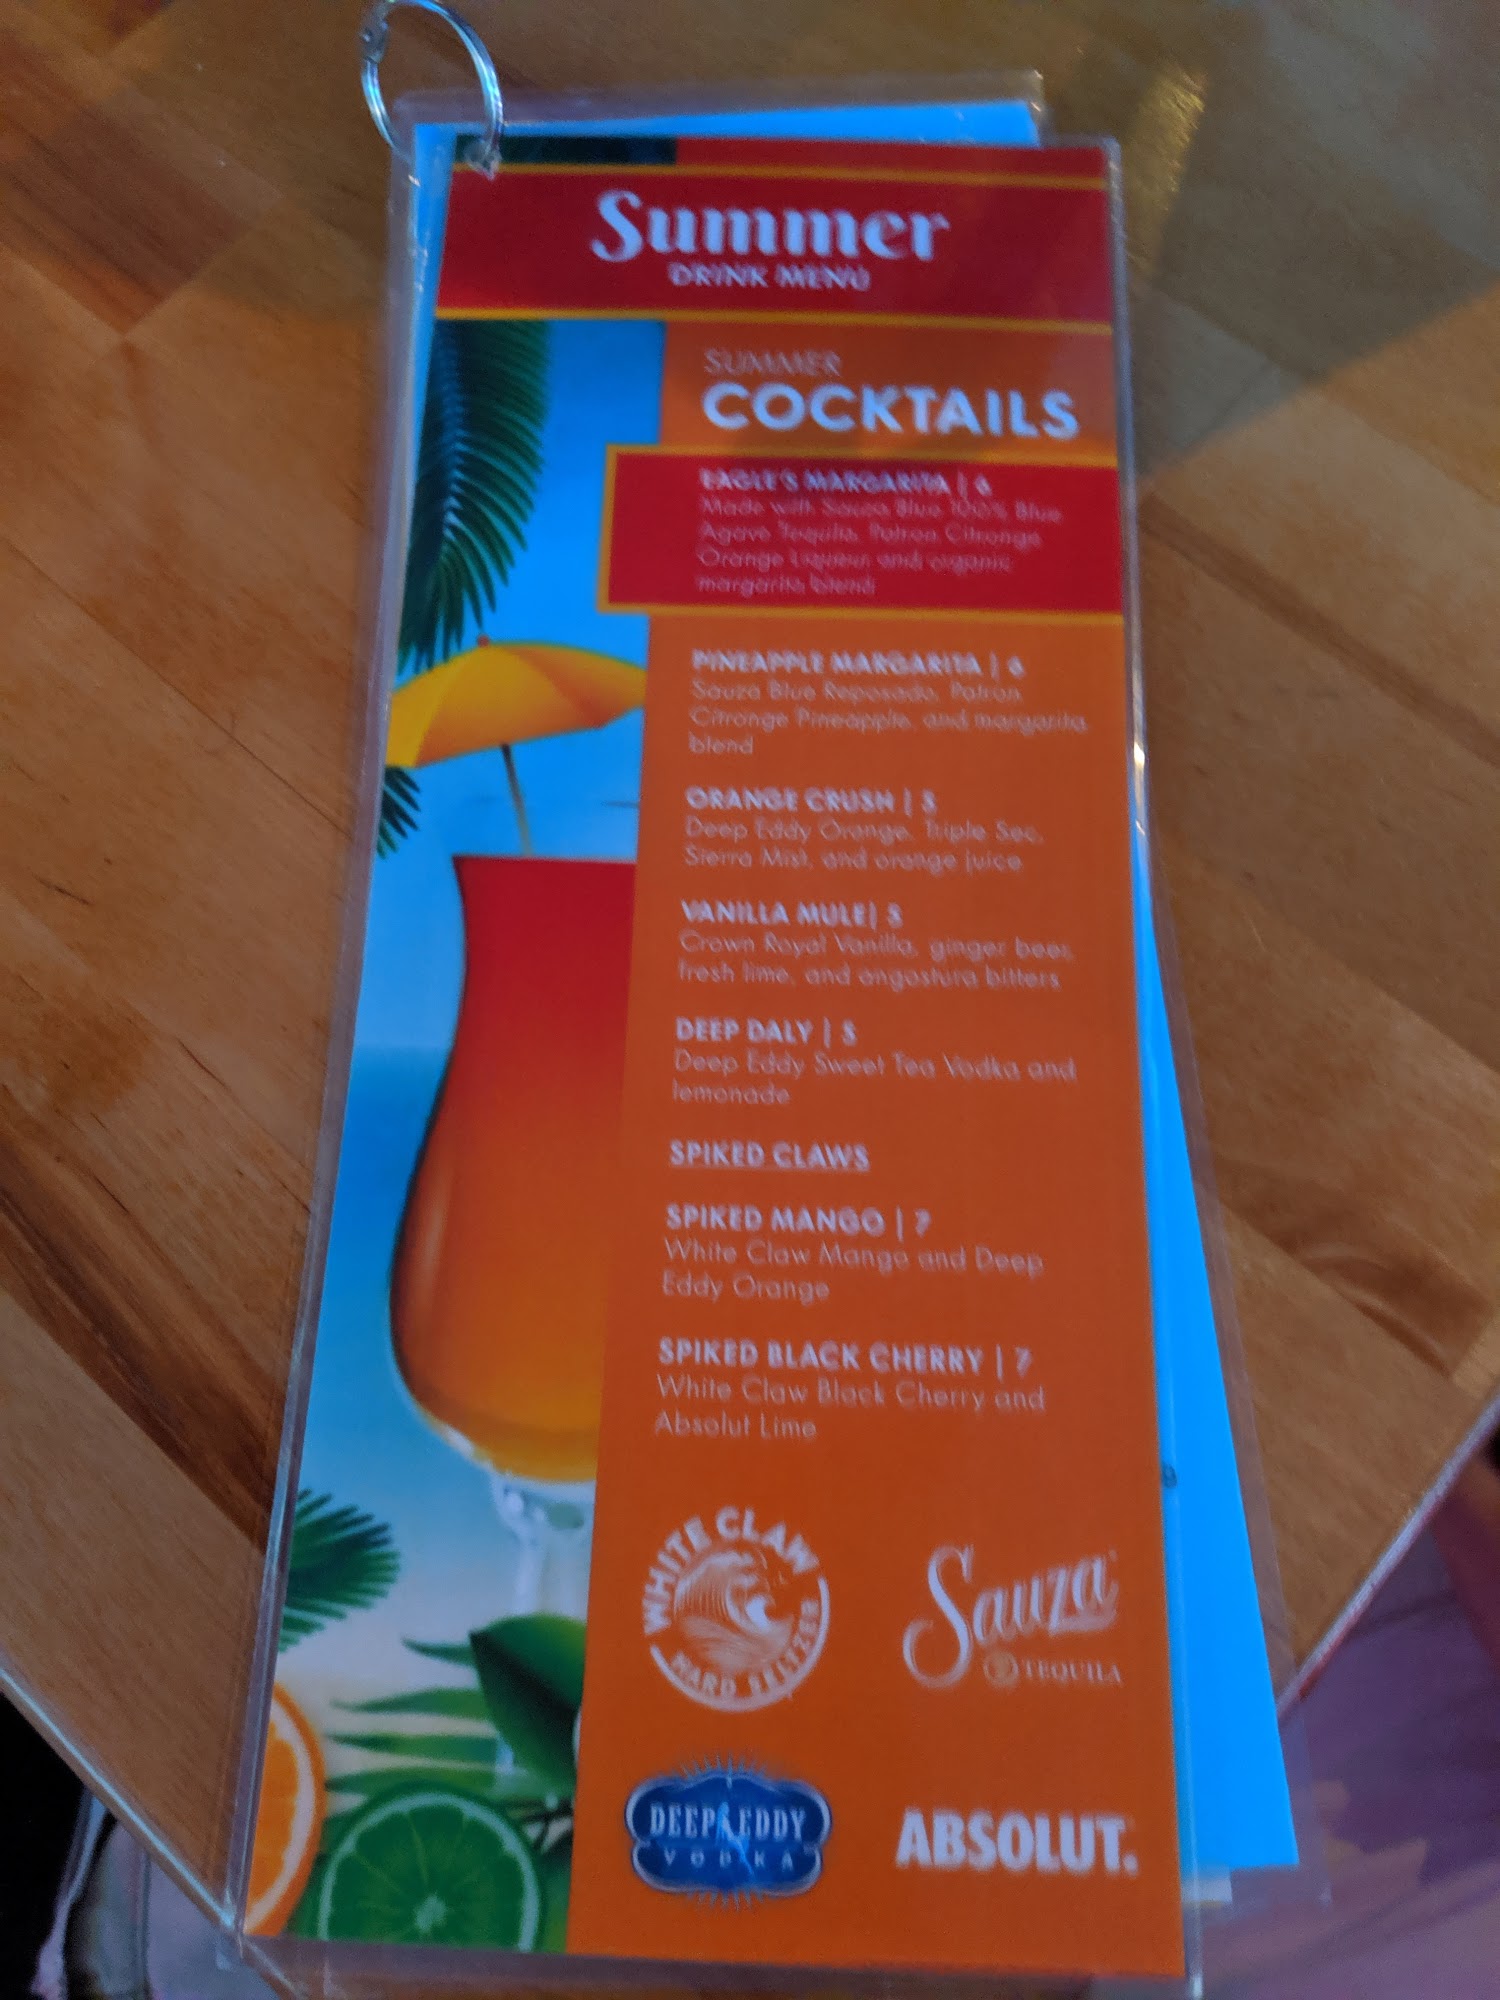 Summer
DRINK MENU
SUMMER
COCKTAILS
EAGLE'S MARGARITA | 6
Made with Sauza Blue 100% Blue
Agave Tequila, Patron Citronge
Orange Liqueur and organic
margarita blend
PINEAPPLE MARGARITA | 6
Sauza Blue Reposado, Patron
Citronge Pineapple, and margarita
blend
ORANGE CRUSH | 5
Deep Eddy Orange, Triple Sec,
Sierra Mist, and orange juice
VANILLA MULE| 5
Crown Royal Vanilla, ginger beer,
fresh lime, and angostura bitters
DEEP DALY | 5
Deep Eddy Sweet Tea Vodka and
lemonade
SPIKED CLAWS
SPIKED MANGO | 7
White Claw Mango and Deep
Eddy Orange
SPIKED BLACK CHERRY | 7
White Claw Black Cherry and
Absolut Lime
WHITE CLAW
HARD SELTZER
Sauza
TEQUILA
DEEP EDDY
VODKA
ABSOLUT.